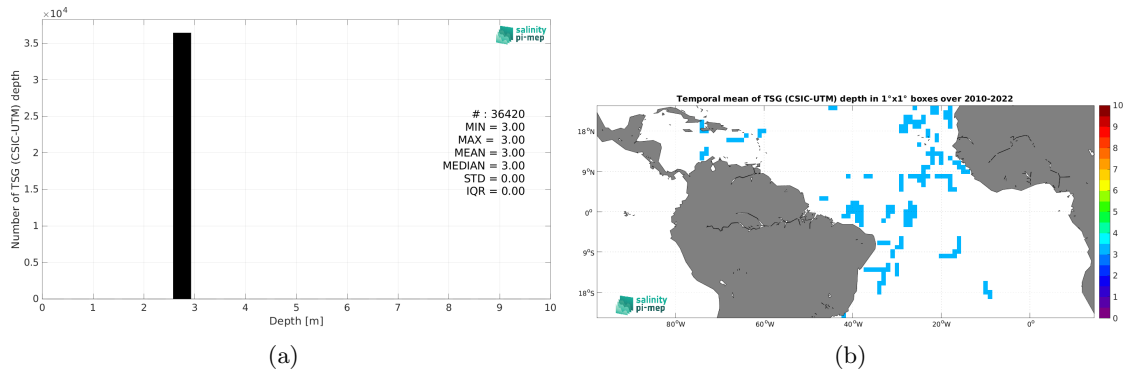 ×10⁴
Number of TSG (CSIC-UTM) depth
3.5
3
2.5
2
1.5
1
0.5
0
0 1 2 3 4 5 6 7 8 9 10
Depth [m]
salinity
pi-mep
# : 36420
MIN = 3.00
MAX = 3.00
MEAN = 3.00
MEDIAN = 3.00
STD = 0.00
IQR = 0.00
(a)
Temporal mean of TSG (CSIC-UTM) depth in 1°x1° boxes over 2010-2022
18°N
9°N
0°
9°S
18°S
80°W 60°W 40°W 20°W 0°
salinity
pi-mep
10
9
8
7
6
5
4
3
2
1
0
(b)